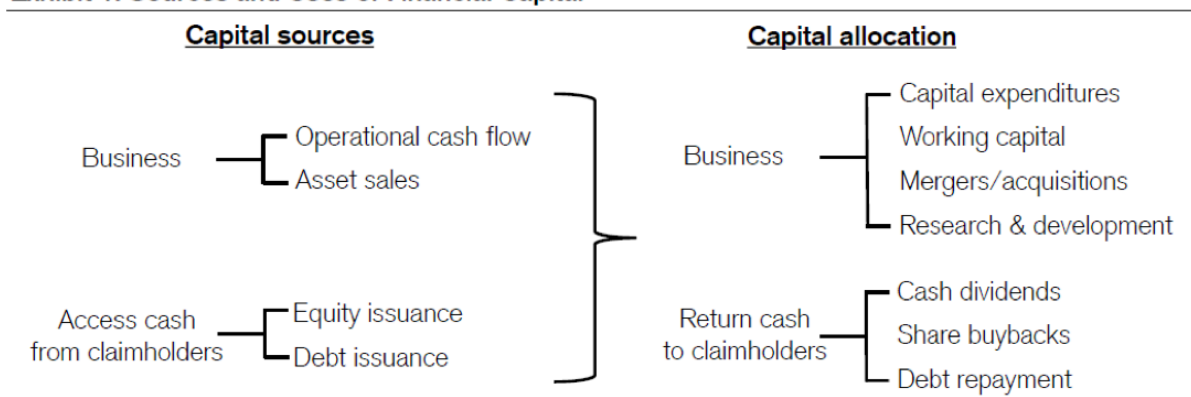 Capital sources
Business
Operational cash flow
Asset sales
Access cash
from claimholders
Equity issuance
Debt issuance
Capital allocation
Business
Capital expenditures
Working capital
Mergers/acquisitions
Research & development
Return cash
to claimholders
Cash dividends
Share buybacks
Debt repayment